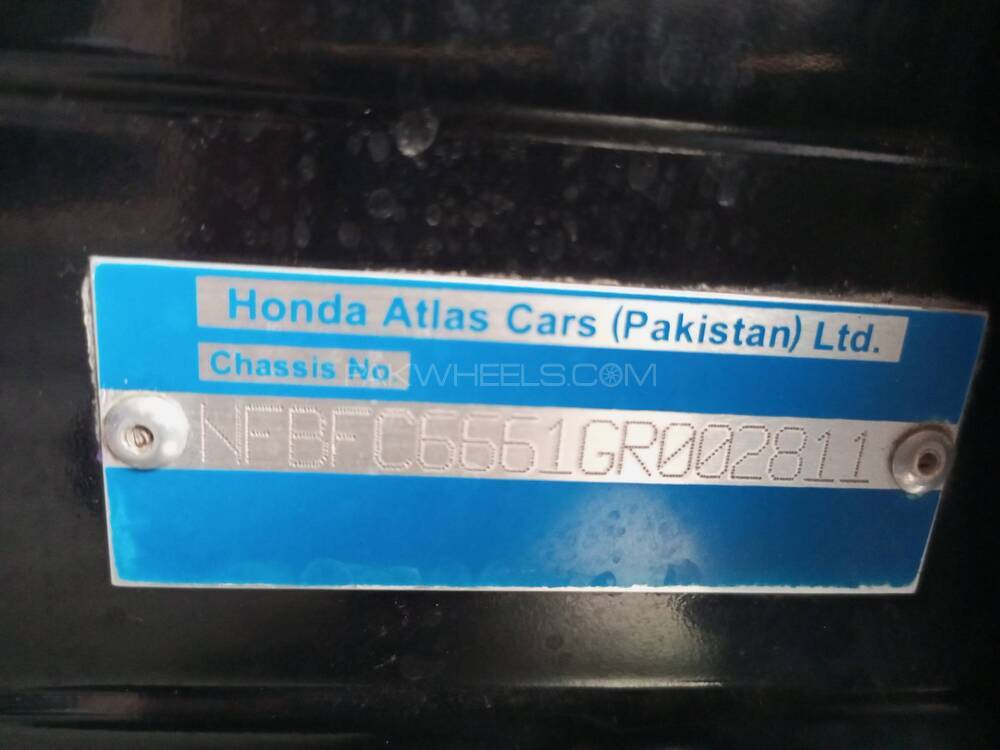 Honda Atlas Cars (Pakistan) Ltd.
Chassis No.
PAKWHEELS.COM
NFBFC6661GR002811